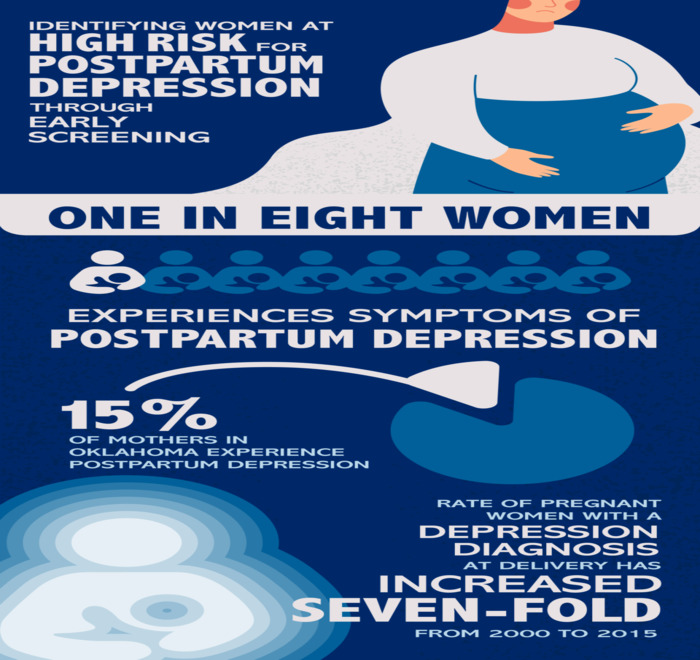 IDENTIFYING WOMEN AT
HIGH RISK FOR
POSTPARTUM
DEPRESSION
THROUGH
EARLY
SCREENING
ONE IN EIGHT WOMEN
EXPERIENCES SYMPTOMS OF
POSTPARTUM DEPRESSION
15%
OF MOTHERS IN
OKLAHOMA EXPERIENCE
POSTPARTUM DEPRESSION
RATE OF PREGNANT
WOMEN WITH A
DEPRESSION
DIAGNOSIS
AT DELIVERY HAS
INCREASED
SEVEN-FOLD
FROM 2000 TO 2015